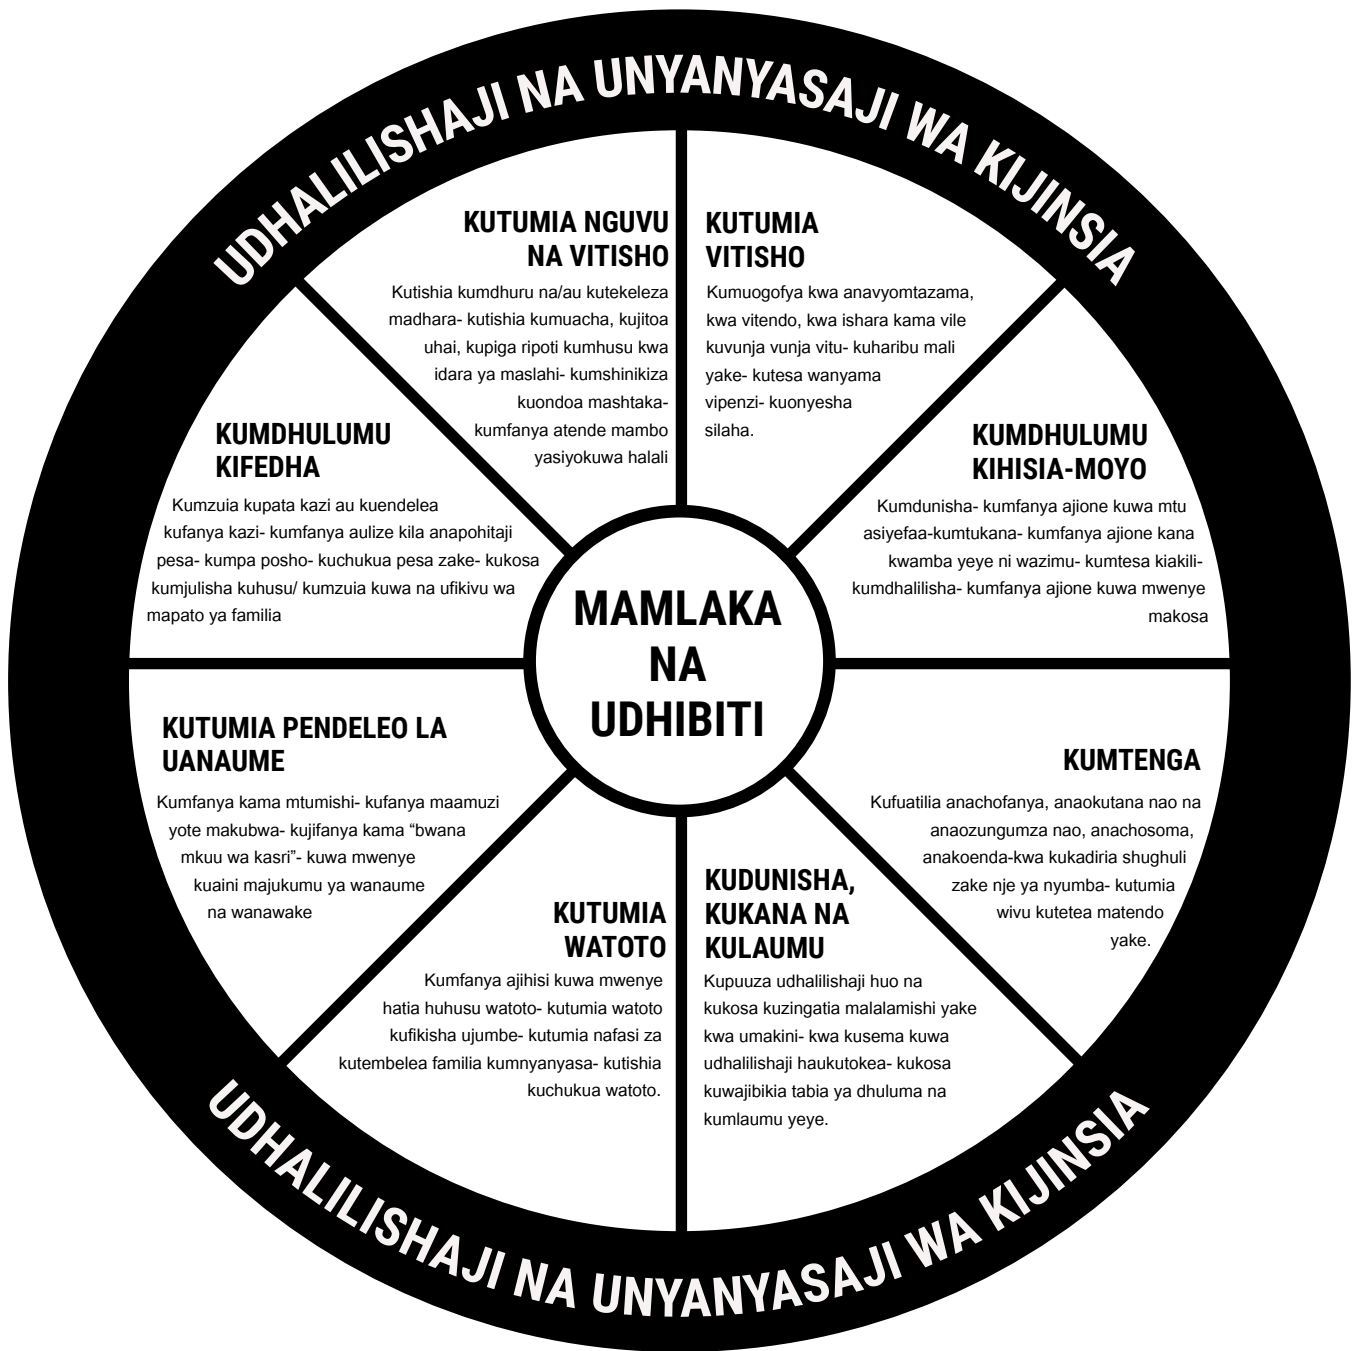 UDHALILISHAJI NA UNYANYASAJI WA KIJINSIA
KUTUMIA NGUVU
NA VITISHO
Kutishia kumdhuru na/au kutekeleza
madhara- kutishia kumuacha, kujitoa
uhai, kupiga ripoti kumhusu kwa
idara ya maslahi- kumshinikiza
kuondoa mashtaka-
kumfanya atende mambo
yasiyokuwa halali
KUTUMIA
VITISHO
Kumuogofya kwa anavyomtazama,
kwa vitendo, kwa ishara kama vile
kuvunja vunja vitu- kuharibu mali
yake- kutesa wanyama
vipenzi- kuonyesha
silaha.
KUMDHULUMU
KIHISIA-MOYO
Kumdunisha- kumfanya ajione kuwa mtu
asiyefaa-kumtukana- kumfanya ajione kana
kwamba yeye ni wazimu- kumtesa kiakili-
kumdhalilisha- kumfanya ajione kuwa mwenye
makosa
KUMTENGA
Kufuatilia anachofanya, anaokutana nao na
anaozungumza nao, anachosoma,
anakoenda-kwa kukadiria shughuli
zake nje ya nyumba- kutumia
wivu kutetea matendo
yake.
KUDUNISHA,
KUKANA NA
KULAUMU
Kupuuza udhalilishaji huo na
kukosa kuzingatia malalamishi yake
kwa umakini- kwa kusema kuwa
udhalilishaji haukutokea- kukosa
kuwajibikia tabia ya dhuluma na
kumlaumu yeye.
KUTUMIA
WATOTO
Kumfanya ajihisi kuwa mwenye
hatia huhusu watoto- kutumia watoto
kufikisha ujumbe- kutumia nafasi za
kutembelea familia kumnyanyasa- kutishia
kuchukua watoto.
KUTUMIA PENDELEO LA
UANAUME
Kumfanya kama mtumishi- kufanya maamuzi
yote makubwa- kujifanya kama “bwana
mkuu wa kasri”- kuwa mwenye
kuaini majukumu ya wanaume
na wanawake
KUMDHULUMU
KIFEDHA
Kumzuia kupata kazi au kuendelea
kufanya kazi- kumfanya aulize kila anapohitaji
pesa- kumpa posho- kuchukua pesa zake- kukosa
kumjulisha kuhusu/ kumzuia kuwa na ufikivu wa
mapato ya familia
MAMLAKA
NA
UDHIBITI
UDHALILISHAJI NA UNYANYASAJI WA KIJINSIA